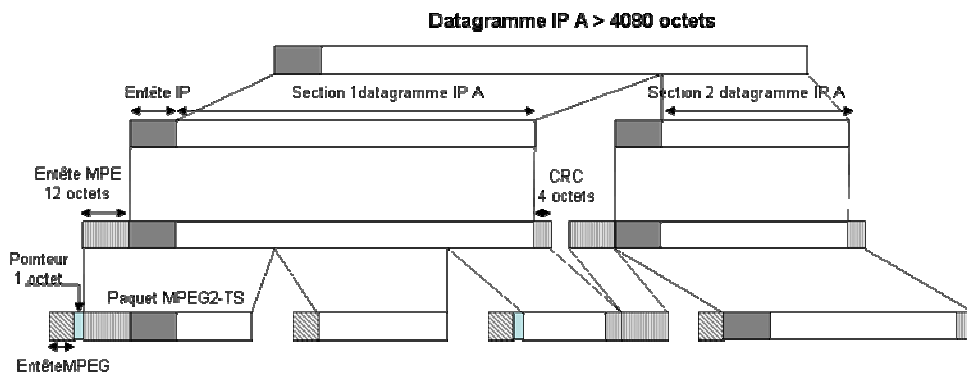 Datagramme IP A > 4080 octets
Entête IP
Section 1datagramme IP A
Section 2 datagramme IP A
Entête MPE
12 octets
CRC
4 octets
Pointeur
1 octet
Paquet MPEG2-TS
EntêteMPEG